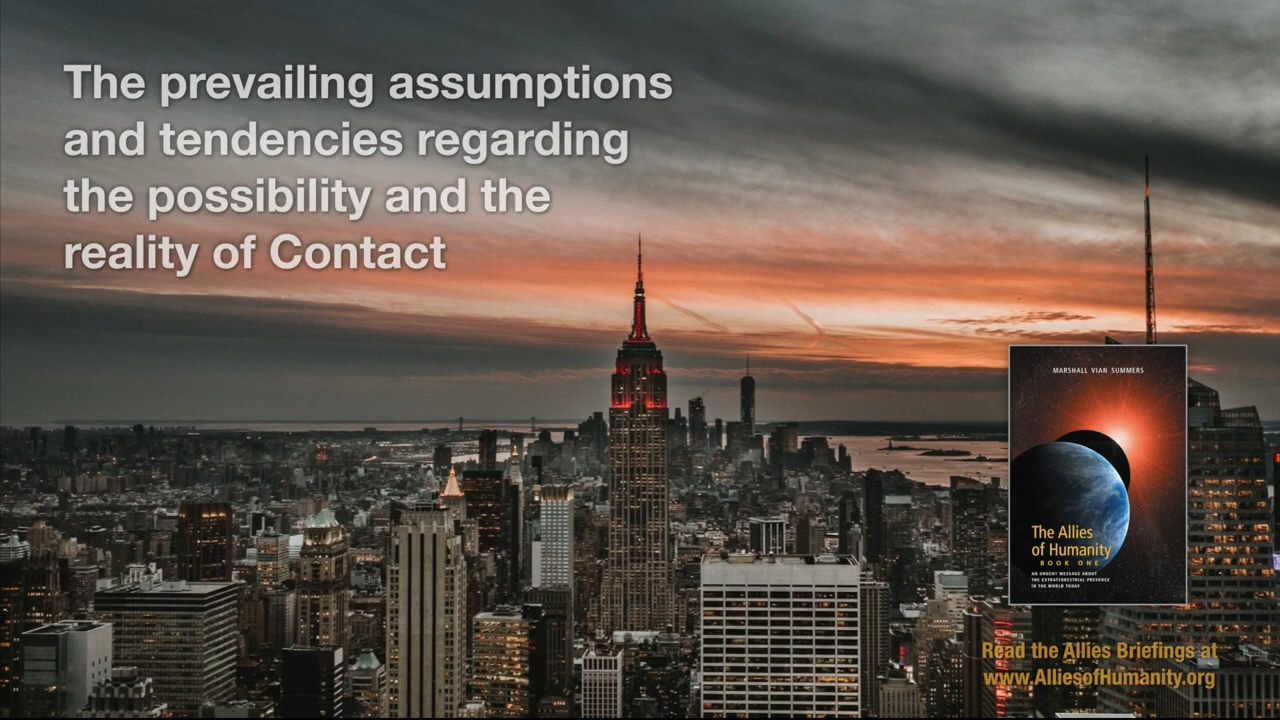 The prevailing assumptions
and tendencies regarding
the possibility and the
reality of Contact
MARSHALL VIAN SUMMERS
The Allies
of Humanity
BOOK ONE
AN URGENT MESSAGE ABOUT
THE EXTRATERRESTRIAL PRESENCE
IN THE WORLD TODAY
Read the Allies Briefings at
www.AlliesofHumanity.org